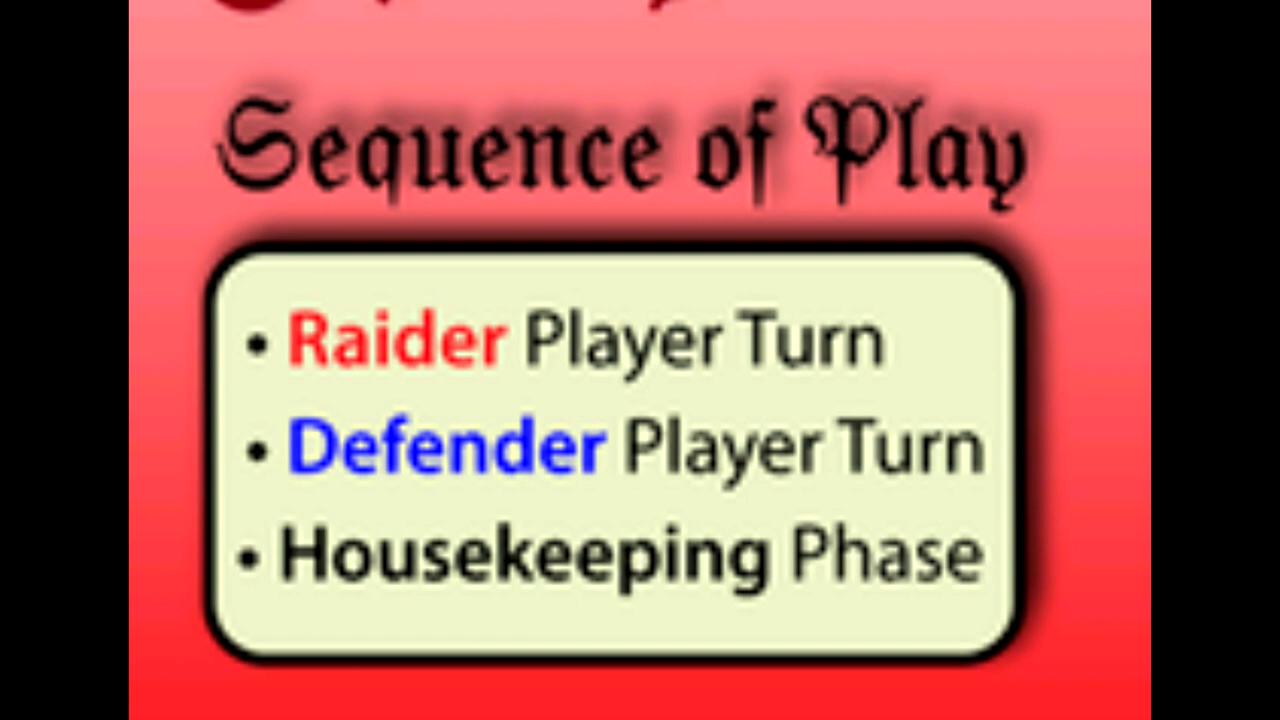 Sequence of Play
• Raider Player Turn
• Defender Player Turn
• Housekeeping Phase